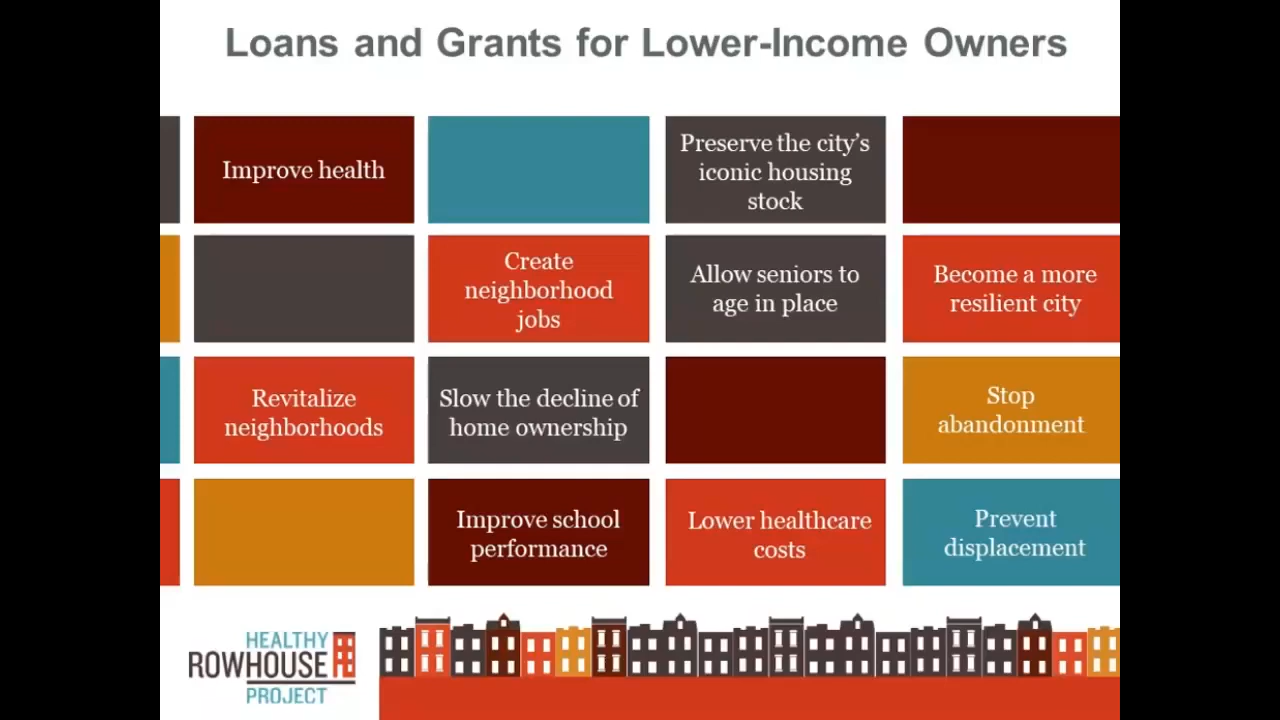 Loans and Grants for Lower-Income Owners
Improve health
Preserve the city's
iconic housing
stock
Create
neighborhood
jobs
Allow seniors to
age in place
Become a more
resilient city
Revitalize
neighborhoods
Slow the decline of
home ownership
Stop
abandonment
Improve school
performance
Lower healthcare
costs
Prevent
displacement
HEALTHY
ROWHOUSE
PROJECT